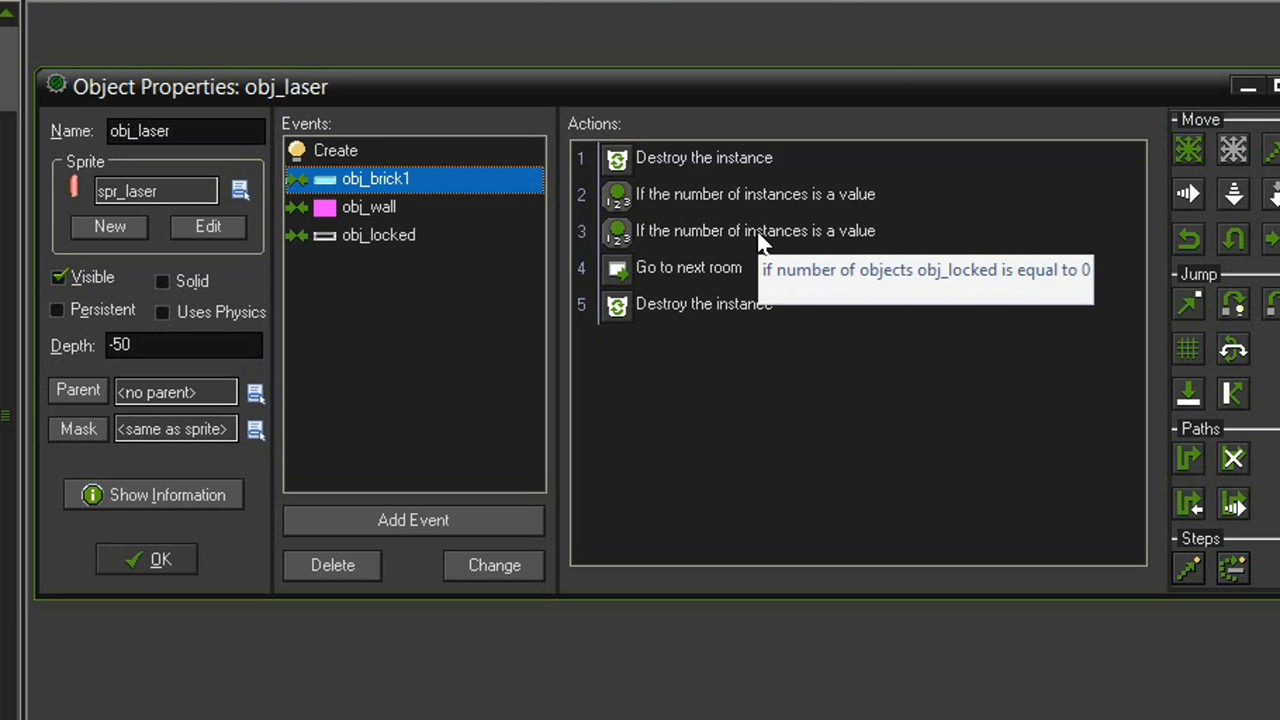 Object Properties: obj_laser
Name:
obj_laser
Sprite
spr_laser
New
Edit
Visible
Solid
Persistent
Uses Physics
Depth:
-50
Parent
<no parent>
Mask
<same as sprite>
Show Information
OK
Events:
Create
obj_brick1
obj_wall
obj_locked
Add Event
Delete
Change
Actions:
1 Destroy the instance
2 If the number of instances is a value
3 If the number of instances is a value
4 Go to next room
if number of objects obj_locked is equal to 0
5 Destroy the instance
Move
Jump
Paths
Steps